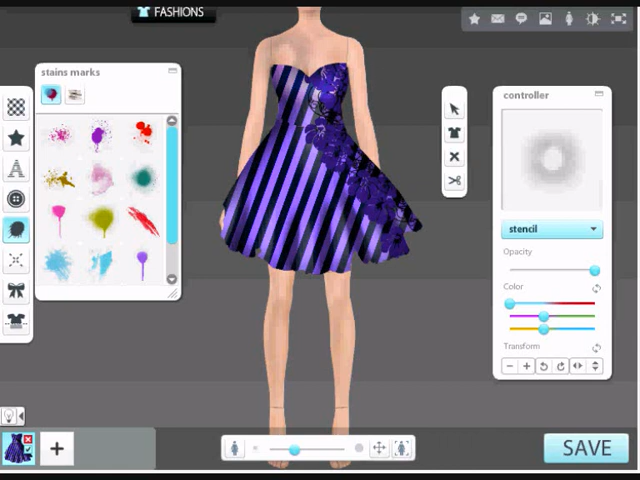 FASHIONS
stains marks
controller
stencil
Opacity
Color
Transform
SAVE